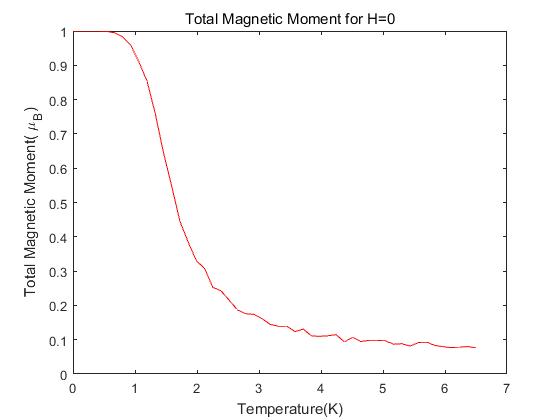 Total Magnetic Moment for H=0
1
0.9
0.8
0.7
0.6
0.5
0.4
0.3
0.2
0.1
0
Total Magnetic Moment( μB)
0 1 2 3 4 5 6 7
Temperature(K)